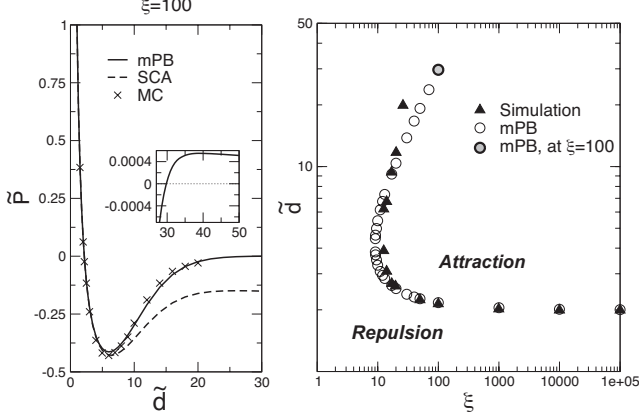 ξ=100
1
0.75
0.5
0.25
0
-0.25
-0.5
P̃
0 10 20 30
d̃
mPB
SCA
MC
0.0004
0
-0.0004
30 40 50
50
10
d̃
1 10 100 1000 10000 1e+05
ξ
Simulation
mPB
mPB, at ξ=100
Attraction
Repulsion